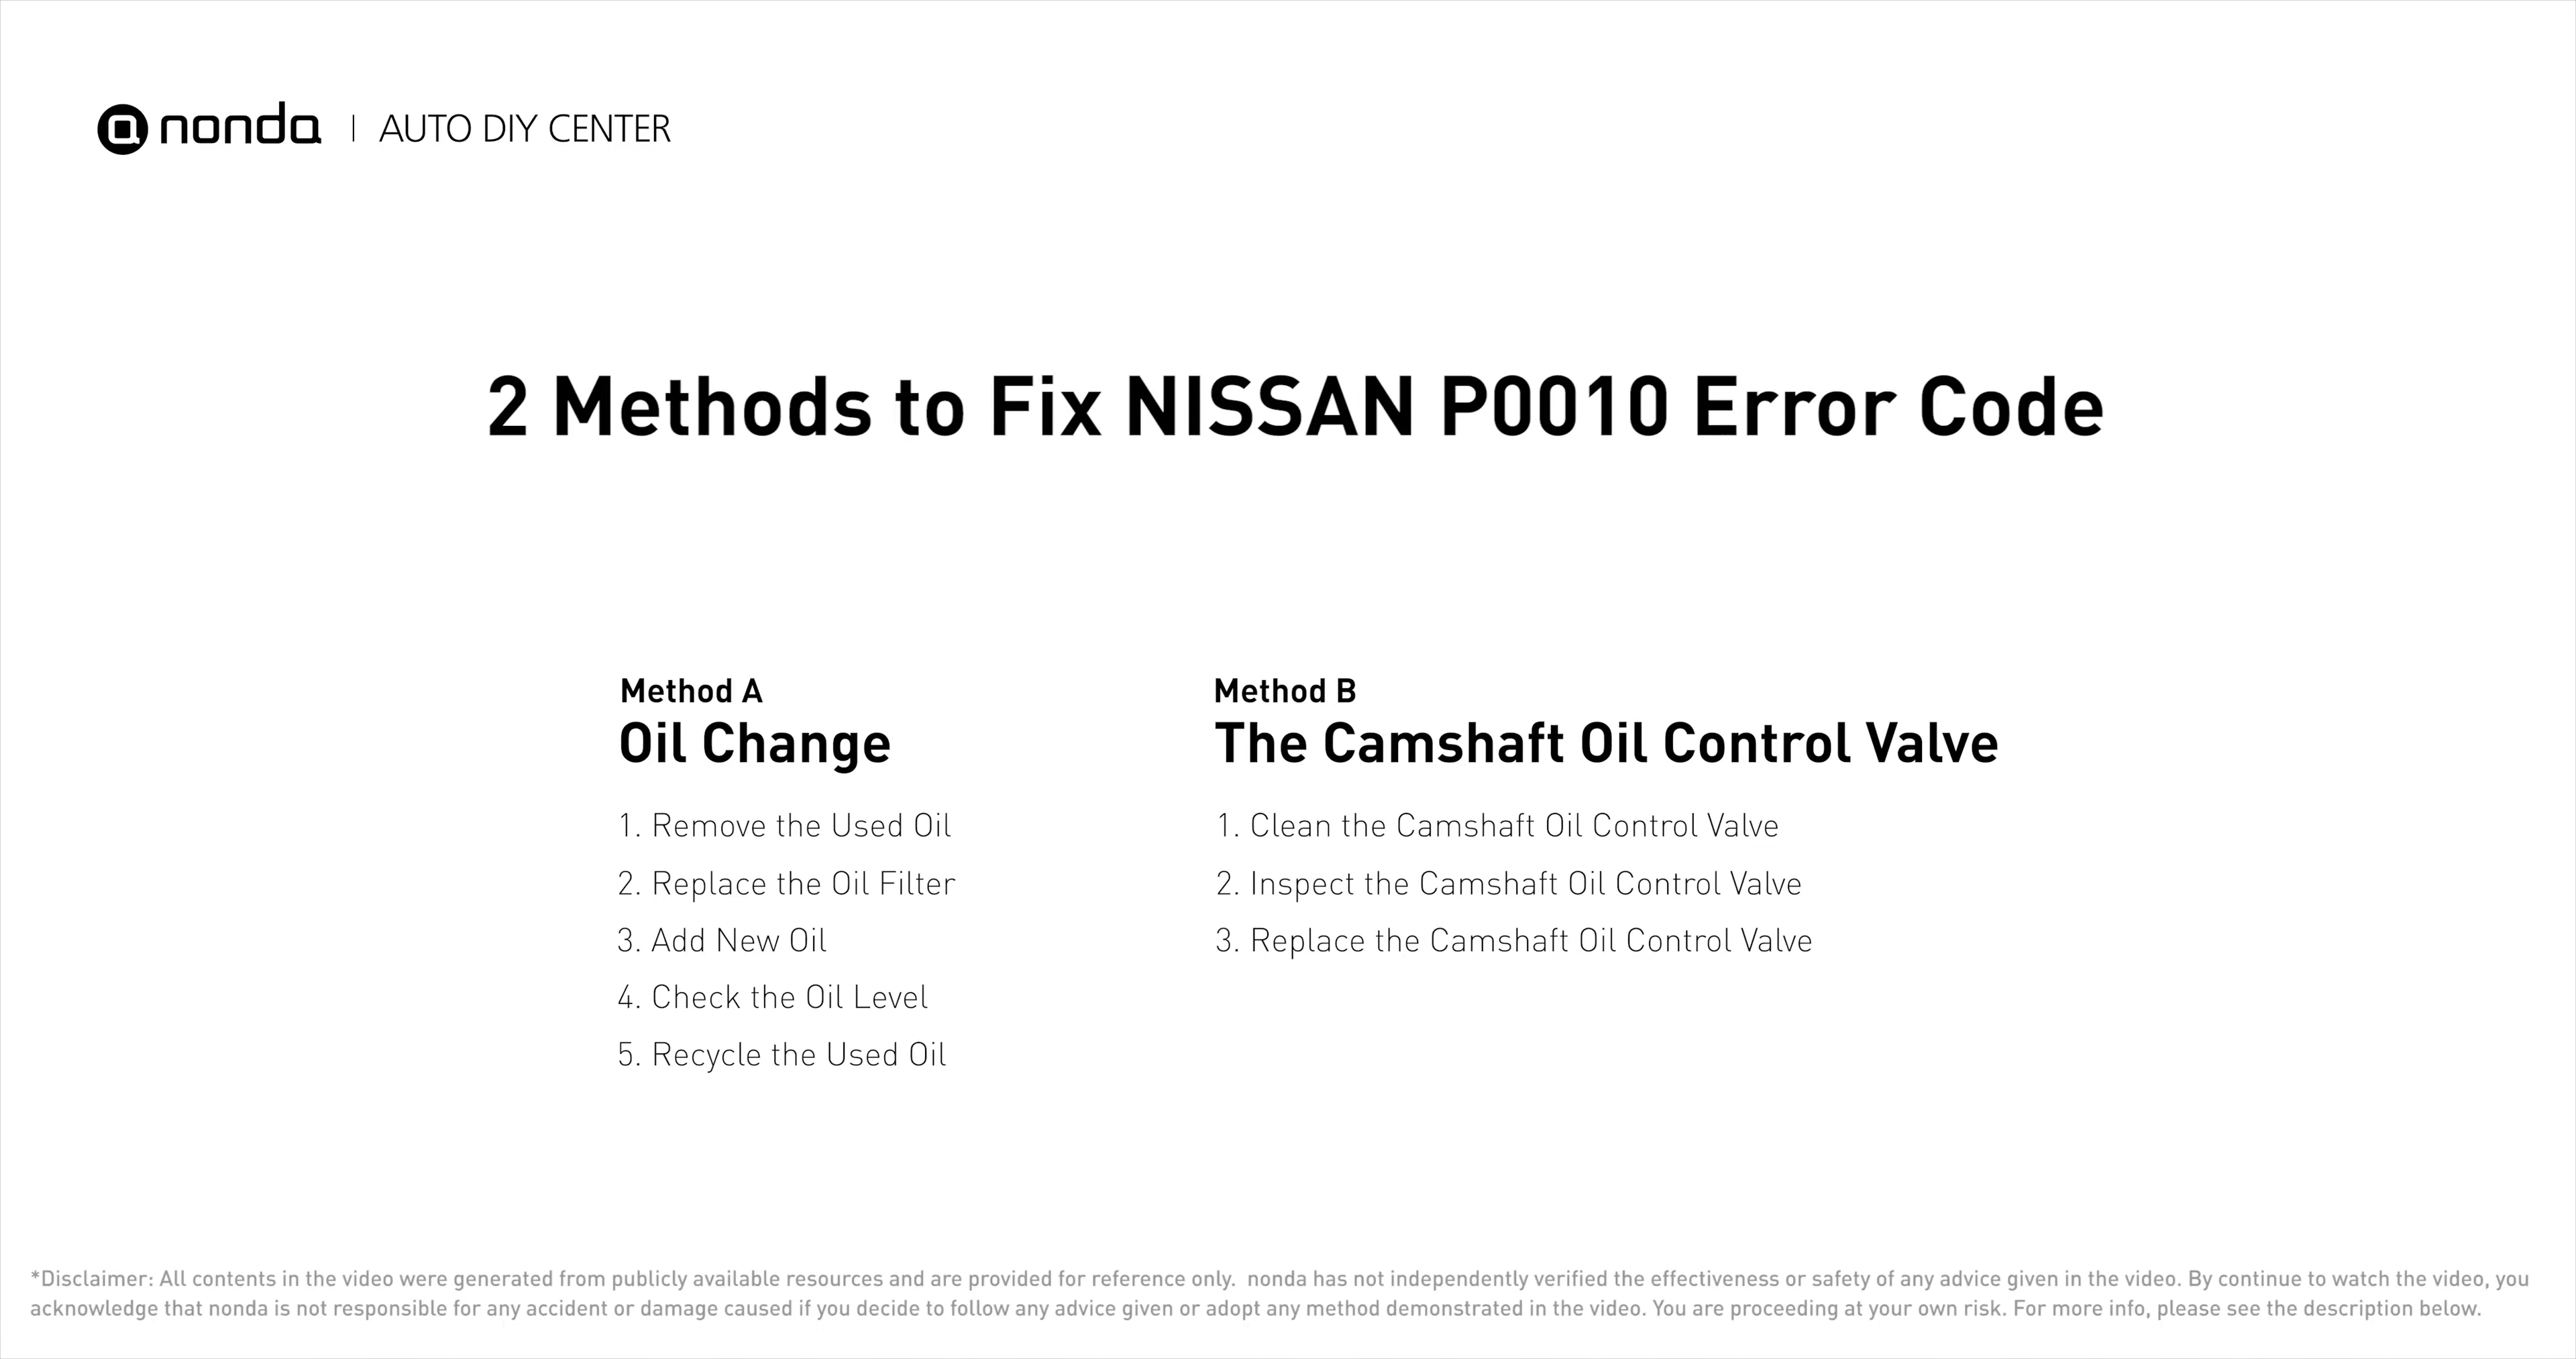 nonda | AUTO DIY CENTER
2 Methods to Fix NISSAN P0010 Error Code
Method A
Oil Change
1. Remove the Used Oil
2. Replace the Oil Filter
3. Add New Oil
4. Check the Oil Level
5. Recycle the Used Oil
Method B
The Camshaft Oil Control Valve
1. Clean the Camshaft Oil Control Valve
2. Inspect the Camshaft Oil Control Valve
3. Replace the Camshaft Oil Control Valve
*Disclaimer: All contents in the video were generated from publicly available resources and are provided for reference only. nonda has not independently verified the effectiveness or safety of any advice given in the video. By continue to watch the video, you
acknowledge that nonda is not responsible for any accident or damage caused if you decide to follow any advice given or adopt any method demonstrated in the video. You are proceeding at your own risk. For more info, please see the description below.